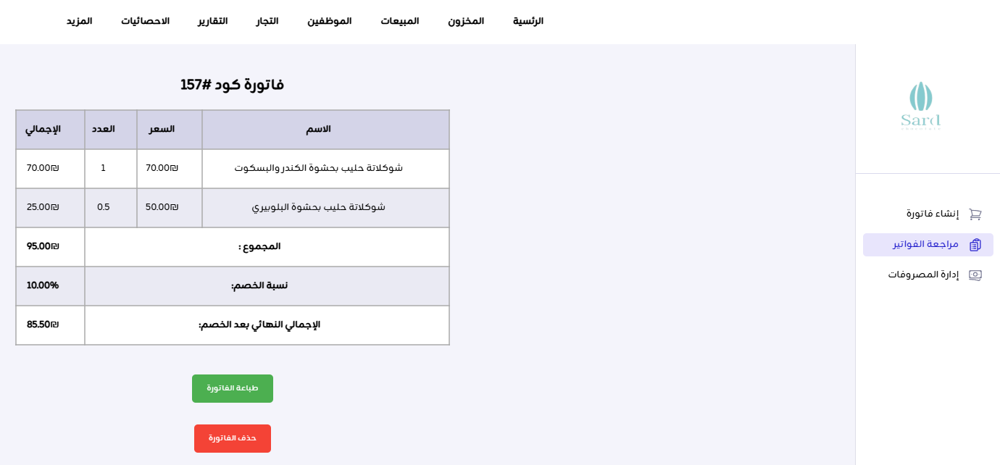 الرئسية المخزون المبيعات الموظفين التجار التقارير الاحصائيات المزيد
Sard
إنشاء فاتورة
مراجعة الفواتير
إدارة المصروفات
فاتورة كود #157
الاسم السعر العدد الإجمالي
شوكلاتة حليب بحشوة الكندر والبسكوت ₪70.00 1 ₪70.00
شوكلاتة حليب بحشوة البلوبيري ₪50.00 0.5 ₪25.00
المجموع : ₪95.00
نسبة الخصم: 10.00%
الإجمالي النهائي بعد الخصم: ₪85.50
طباعة الفاتورة
حذف الفاتورة